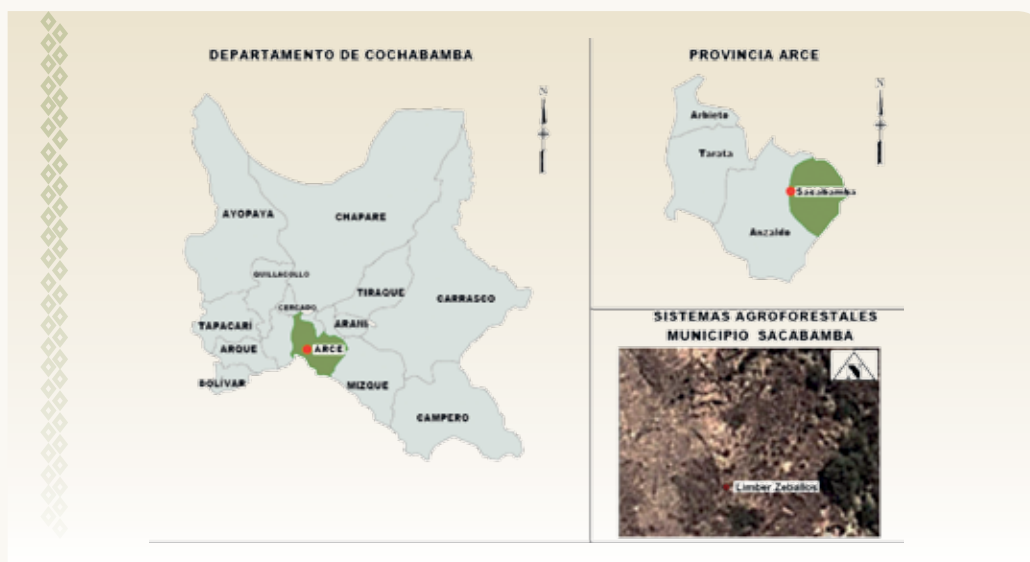 DEPARTAMENTO DE COCHABAMBA
N
AYOPAYA
CHAPARE
QUILLACOLLO
TIRAQUE
CARRASCO
CERCADO
TAPACARÍ
ARANI
ARQUE
ARCE
BOLÍVAR
MIZQUE
CAMPERO
PROVINCIA ARCE
N
Arbieto
Tarata
Sacabamba
Anzaldo
SISTEMAS AGROFORESTALES
MUNICIPIO SACABAMBA
Limber Zeballos